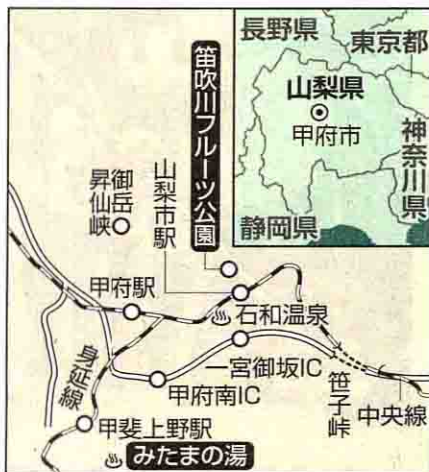 長野県
東京都
山梨県
甲府市
神奈川県
静岡県
笛吹川フルーツ公園
山梨市駅
御岳昇仙峡
甲府駅
石和温泉
身延線
一宮御坂IC
甲府南IC
笹子峠
中央線
甲斐上野駅
みたまの湯